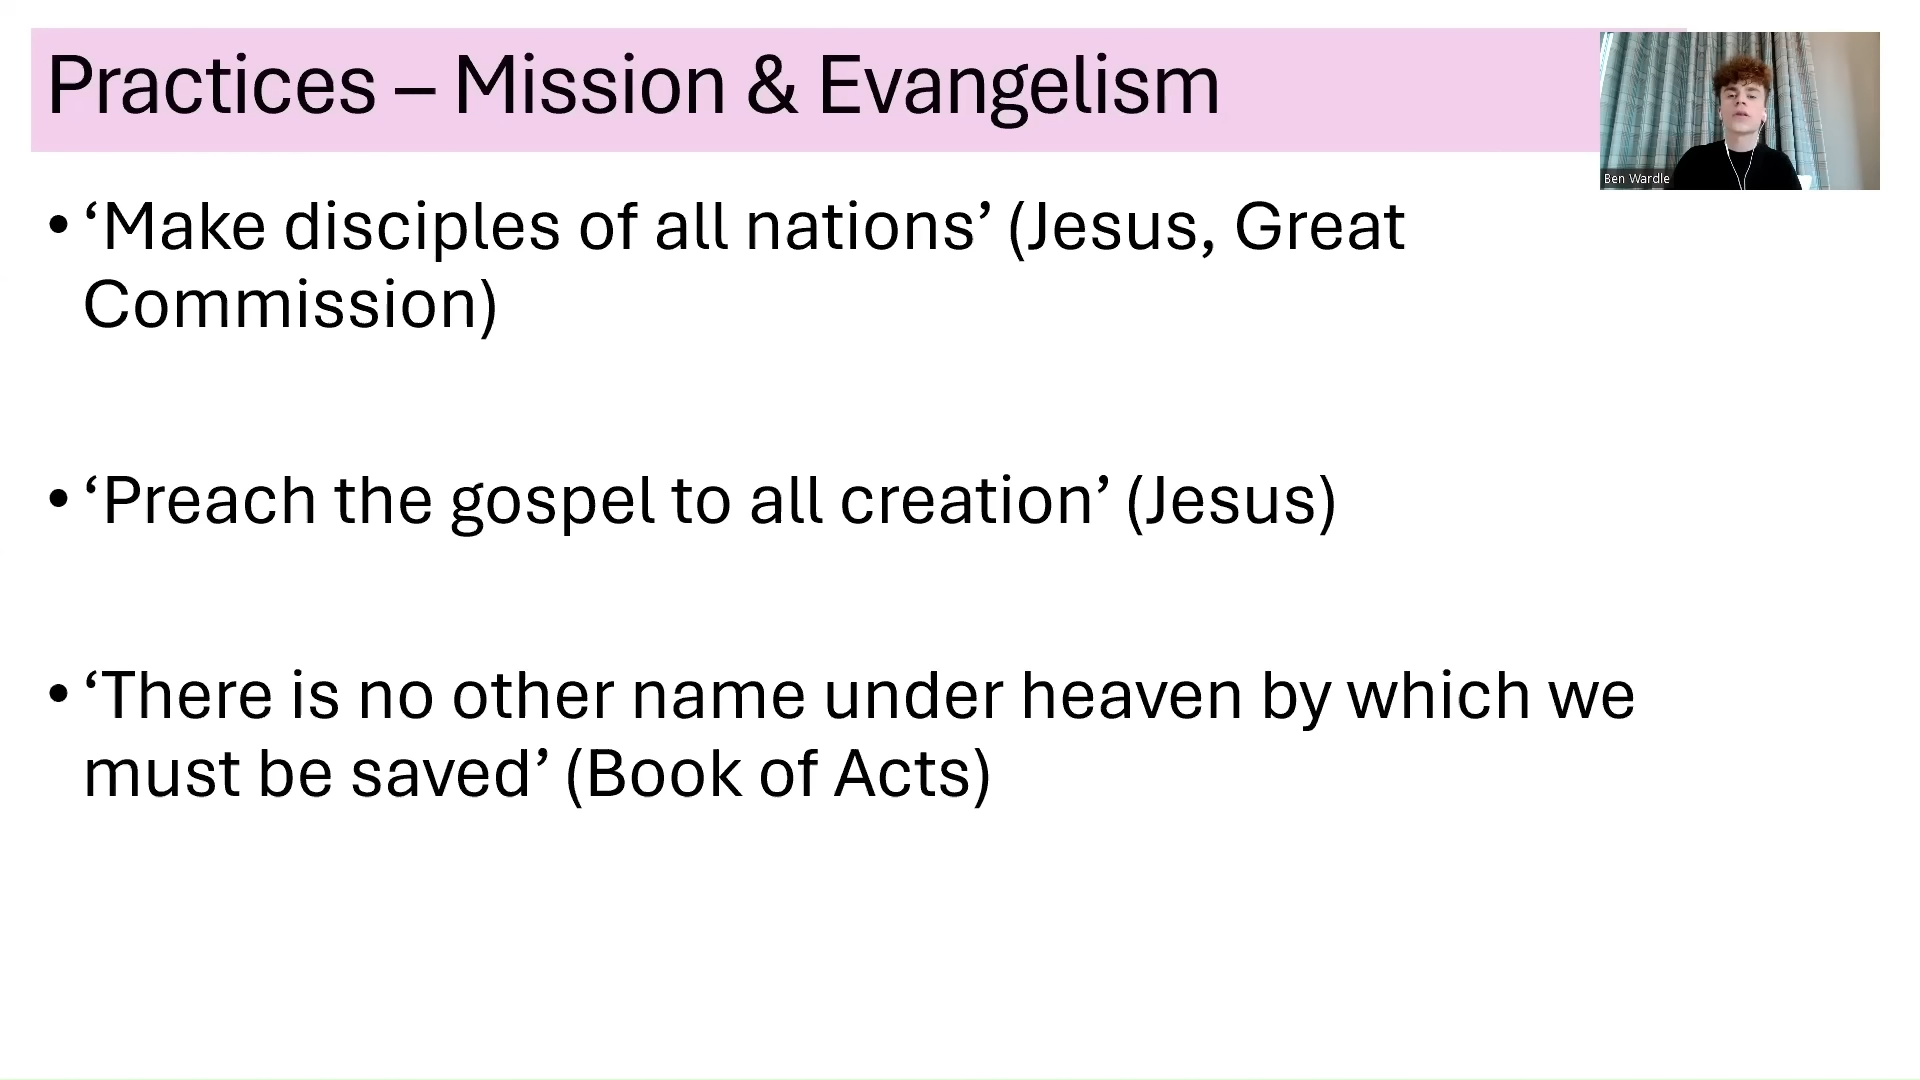 Practices – Mission & Evangelism
Ben Wardle
• ‘Make disciples of all nations’ (Jesus, Great
Commission)
• ‘Preach the gospel to all creation’ (Jesus)
• ‘There is no other name under heaven by which we
must be saved’ (Book of Acts)